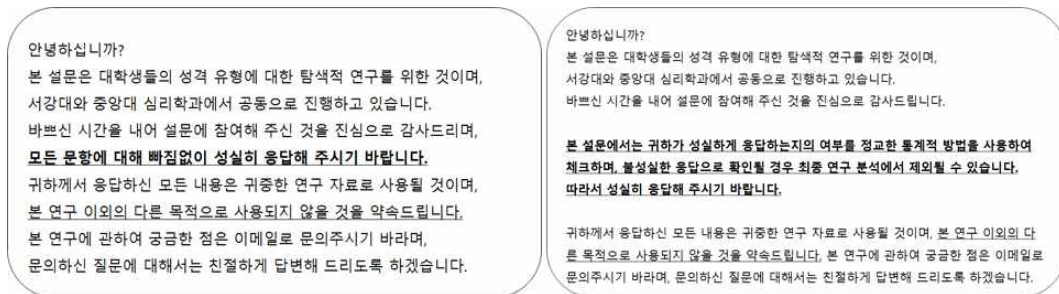 안녕하십니까?
본 설문은 대학생들의 성격 유형에 대한 탐색적 연구를 위한 것이며,
서강대와 중앙대 심리학과에서 공동으로 진행하고 있습니다.
바쁘신 시간을 내어 설문에 참여해 주신 것을 진심으로 감사드리며,
모든 문항에 대해 빠짐없이 성실히 응답해 주시기 바랍니다.
귀하께서 응답하신 모든 내용은 귀중한 연구 자료로 사용될 것이며,
본 연구 이외의 다른 목적으로 사용되지 않을 것을 약속드립니다.
본 연구에 관하여 궁금한 점은 이메일로 문의주시기 바라며,
문의하신 질문에 대해서는 친절하게 답변해 드리도록 하겠습니다.
안녕하십니까?
본 설문은 대학생들의 성격 유형에 대한 탐색적 연구를 위한 것이며,
서강대와 중앙대 심리학과에서 공동으로 진행하고 있습니다.
바쁘신 시간을 내어 설문에 참여해 주신 것을 진심으로 감사드립니다.
본 설문에서는 귀하가 성실하게 응답하는지의 여부를 정교한 통계적 방법을 사용하여
체크하며, 불성실한 응답으로 확인될 경우 최종 연구 분석에서 제외될 수 있습니다.
따라서 성실히 응답해 주시기 바랍니다.
귀하께서 응답하신 모든 내용은 귀중한 연구 자료로 사용될 것이며, 본 연구 이외의 다
른 목적으로 사용되지 않을 것을 약속드립니다. 본 연구에 관하여 궁금한 점은 이메일로
문의주시기 바라며, 문의하신 질문에 대해서는 친절하게 답변해 드리도록 하겠습니다.